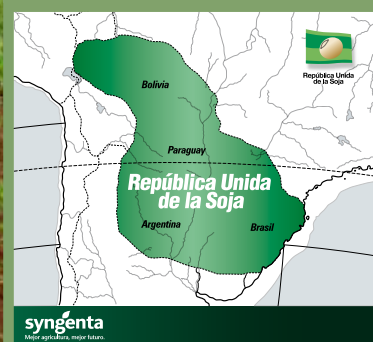 República Unida
de la Soja
Bolivia
Paraguay
República Unida
de la Soja
Argentina
Brasil
syngenta
Mejor agricultura, mejor futuro.